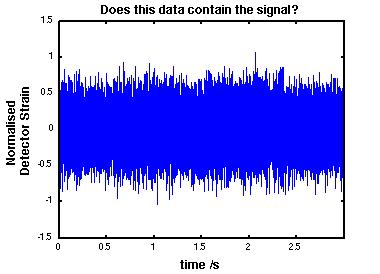 Does this data contain the signal?
1.5
1
0.5
0
-0.5
-1
-1.5
Normalised
Detector Strain
0 0.5 1 1.5 2 2.5
time /s